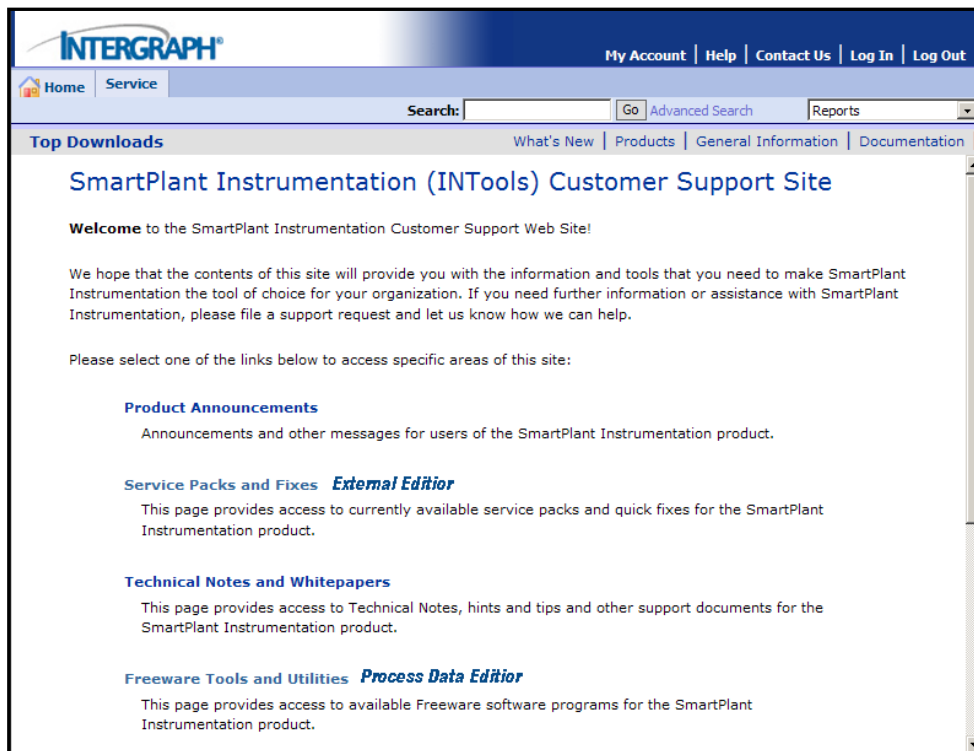 INTERGRAPH®
My Account | Help | Contact Us | Log In | Log Out
Home Service
Search: Go Advanced Search Reports
Top Downloads What's New | Products | General Information | Documentation
SmartPlant Instrumentation (INTools) Customer Support Site
Welcome to the SmartPlant Instrumentation Customer Support Web Site!
We hope that the contents of this site will provide you with the information and tools that you need to make SmartPlant
Instrumentation the tool of choice for your organization. If you need further information or assistance with SmartPlant
Instrumentation, please file a support request and let us know how we can help.
Please select one of the links below to access specific areas of this site:
Product Announcements
Announcements and other messages for users of the SmartPlant Instrumentation product.
Service Packs and Fixes External Editior
This page provides access to currently available service packs and quick fixes for the SmartPlant
Instrumentation product.
Technical Notes and Whitepapers
This page provides access to Technical Notes, hints and tips and other support documents for the
SmartPlant Instrumentation product.
Freeware Tools and Utilities Process Data Editior
This page provides access to available Freeware software programs for the SmartPlant
Instrumentation product.